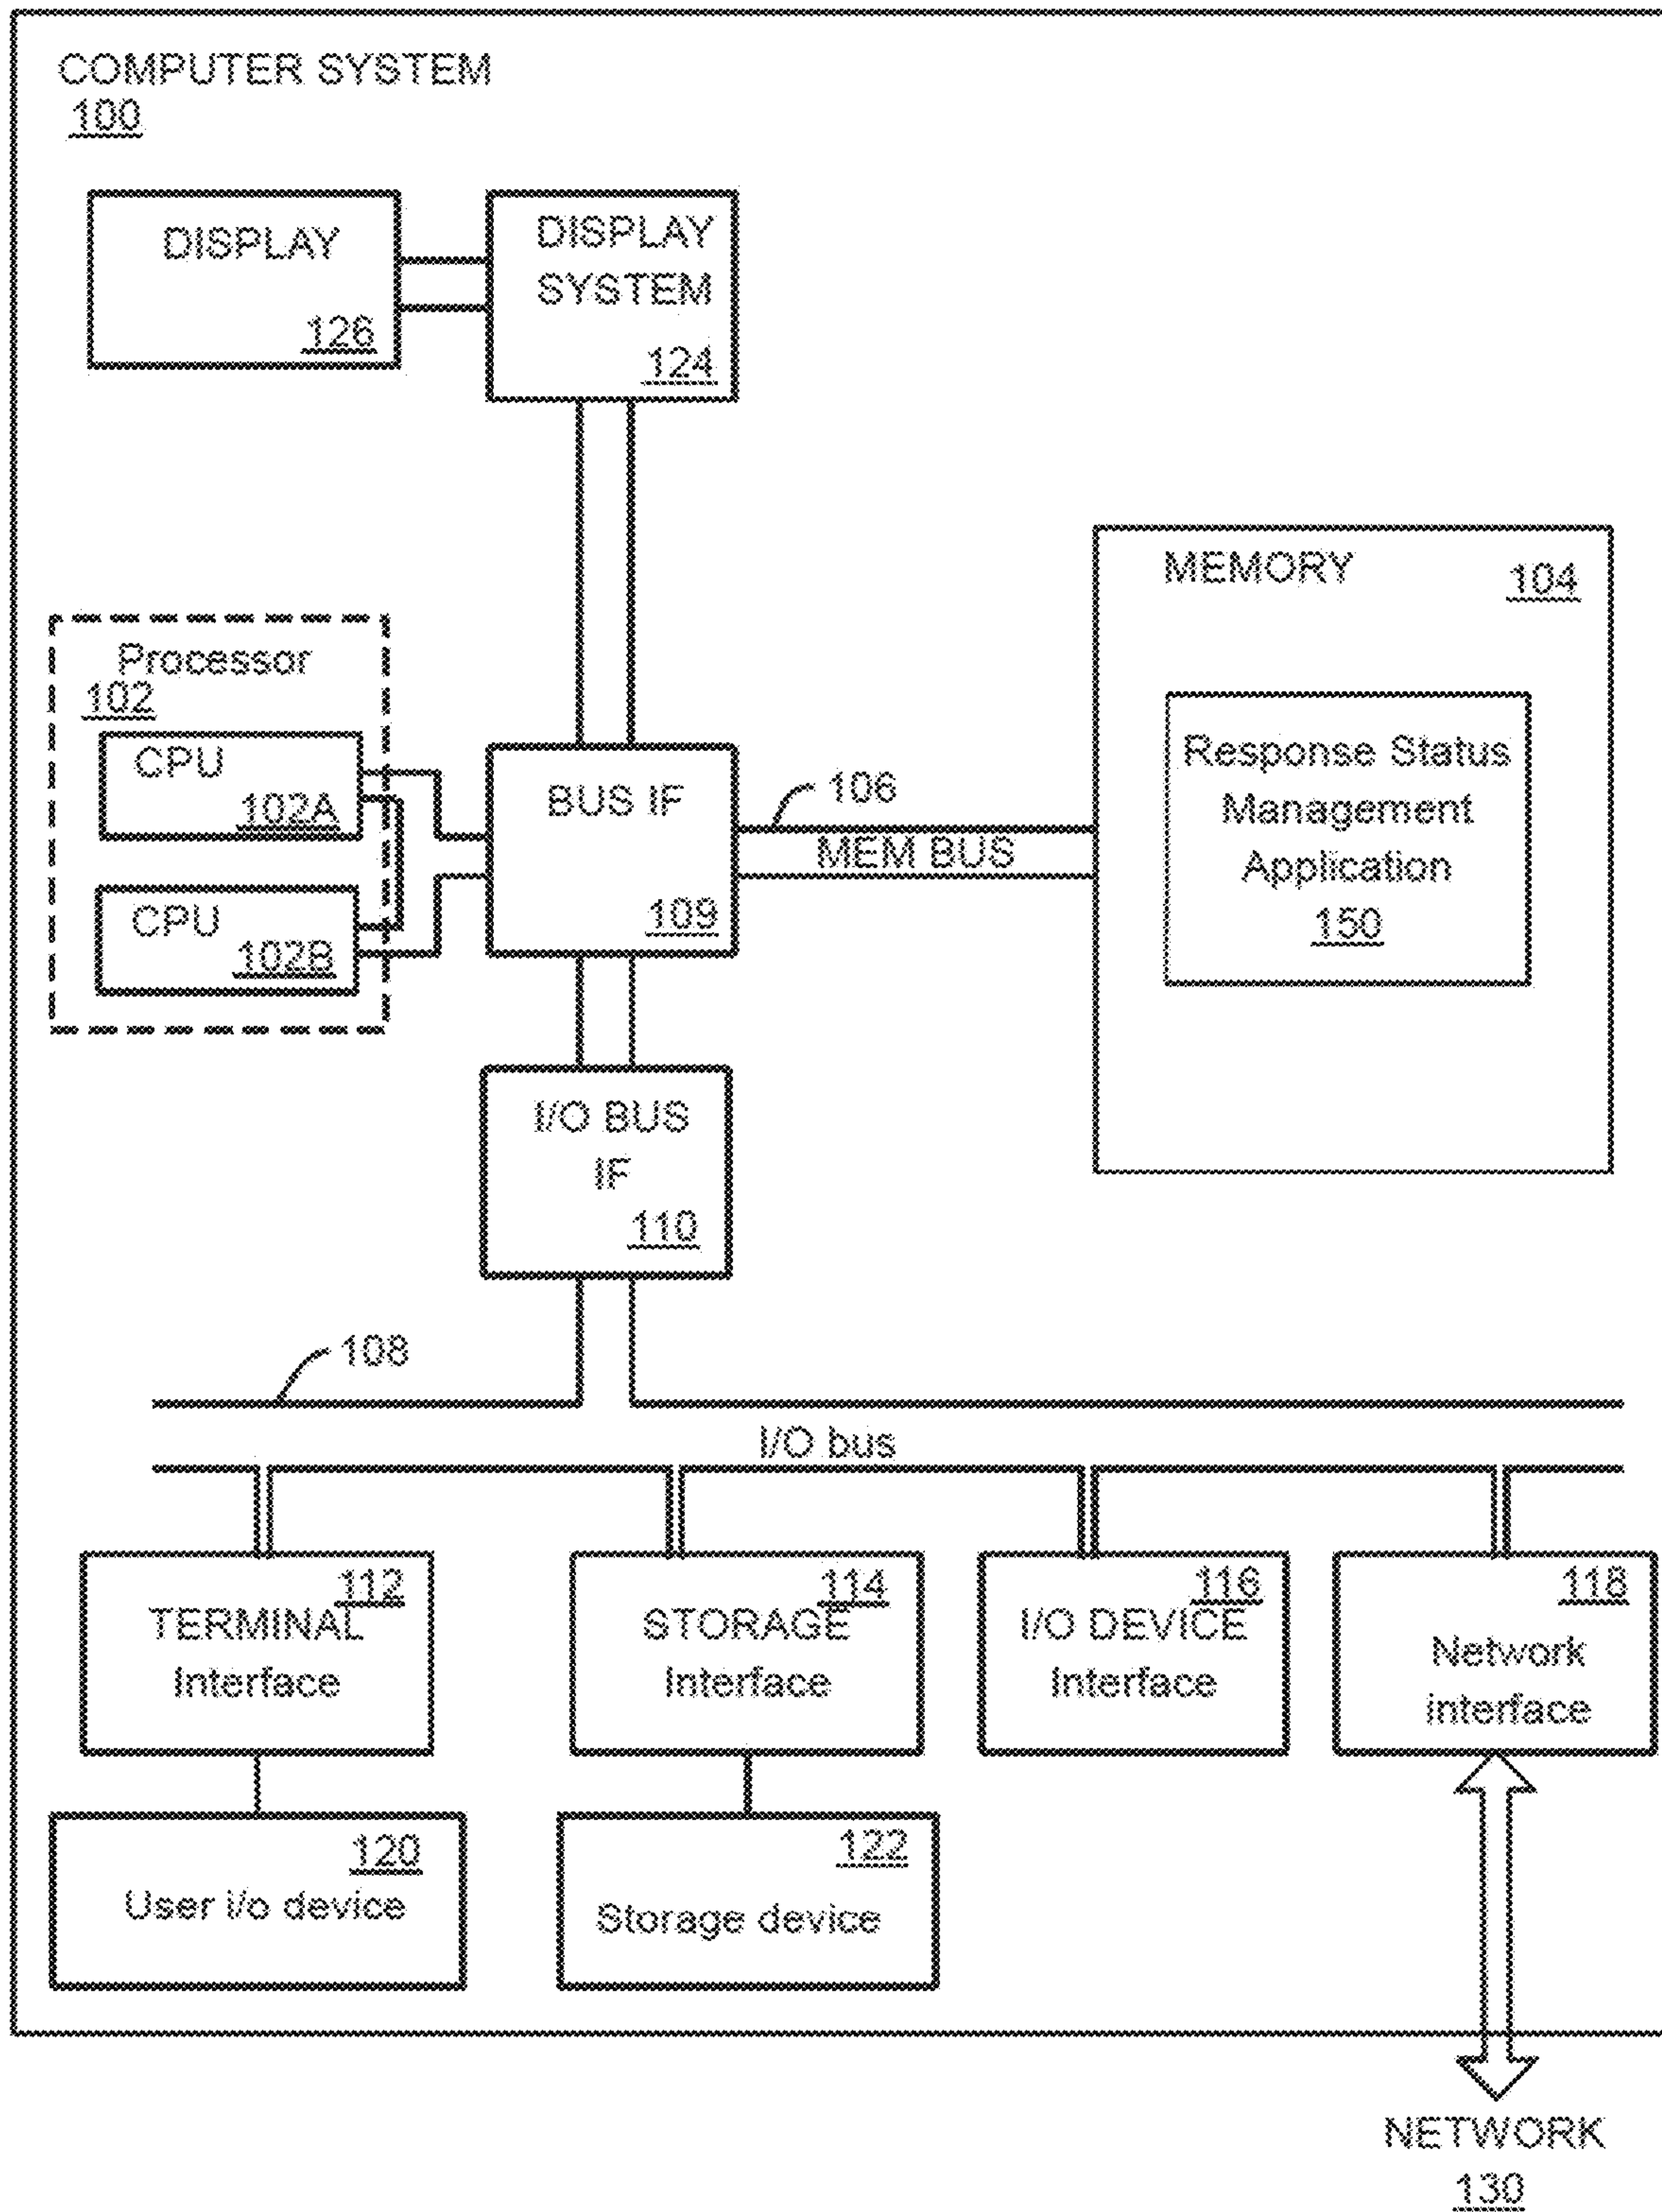 COMPUTER SYSTEM
100
DISPLAY
126
DISPLAY
SYSTEM
124
MEMORY
104
Response Status
Management
Application
150
Processor
102
CPU
102A
CPU
102B
BUS IF
109
106
MEM BUS
I/O BUS
IF
110
108
I/O bus
112
TERMINAL
Interface
114
STORAGE
Interface
116
I/O DEVICE
Interface
118
Network
interface
120
User i/o device
122
Storage device
NETWORK
130